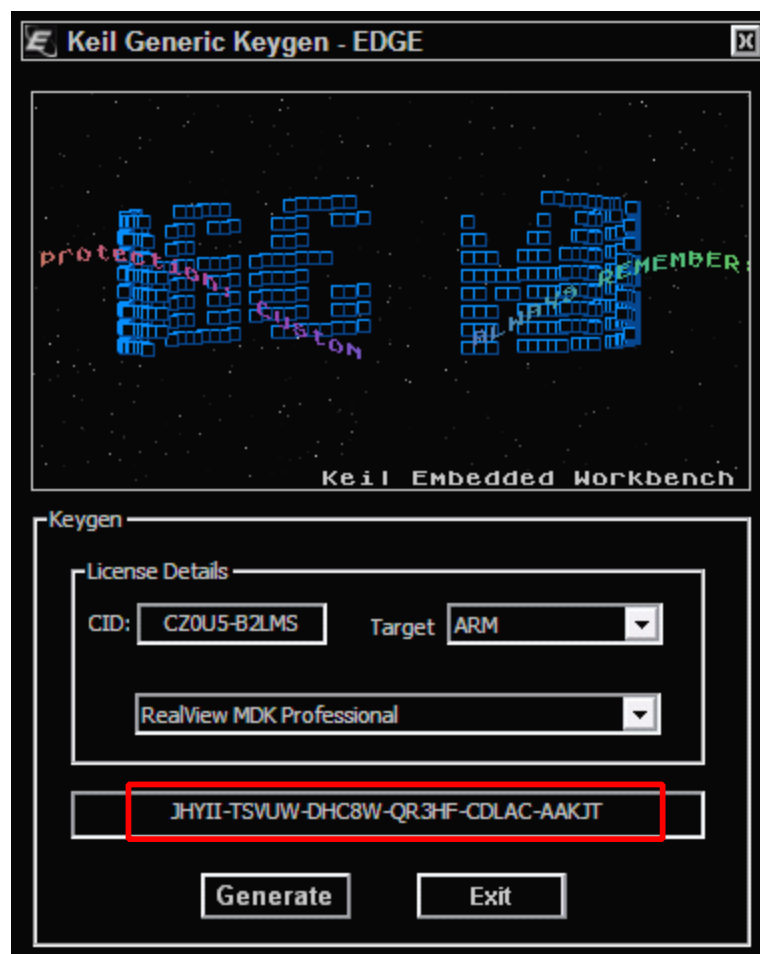 Keil Generic Keygen - EDGE
protection, custom
ALWAYS REMEMBER:
Keil Embedded Workbench
Keygen
License Details
CID: CZ0U5-B2LMS Target ARM
RealView MDK Professional
JHYII-TSVUW-DHC8W-QR3HF-CDLAC-AAKJT
Generate Exit